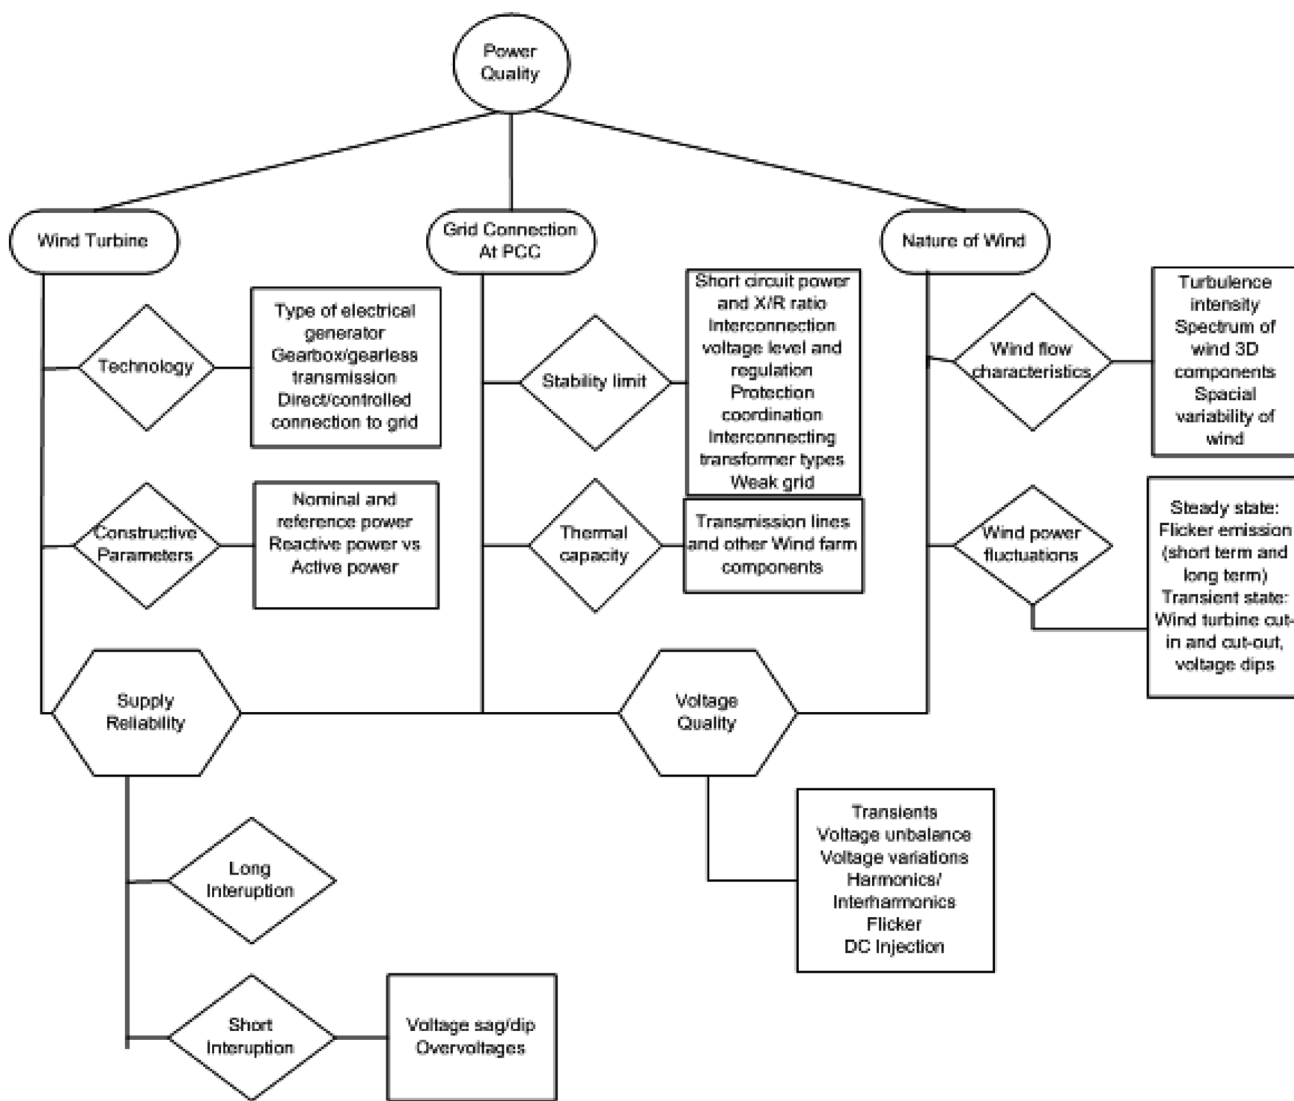 Power
Quality
Wind Turbine
Grid Connection
At PCC
Nature of Wind
Technology
Type of electrical
generator
Gearbox/gearless
transmission
Direct/controlled
connection to grid
Stability limit
Short circuit power
and X/R ratio
Interconnection
voltage level and
regulation
Protection
coordination
Interconnecting
transformer types
Weak grid
Wind flow
characteristics
Turbulence
intensity
Spectrum of
wind 3D
components
Spacial
variability of
wind
Constructive
Parameters
Nominal and
reference power
Reactive power vs
Active power
Thermal
capacity
Transmission lines
and other Wind farm
components
Wind power
fluctuations
Steady state:
Flicker emission
(short term and
long term)
Transient state:
Wind turbine cut-
in and cut-out,
voltage dips
Supply
Reliability
Voltage
Quality
Transients
Voltage unbalance
Voltage variations
Harmonics/
Interharmonics
Flicker
DC Injection
Long
Interuption
Short
Interuption
Voltage sag/dip
Overvoltages